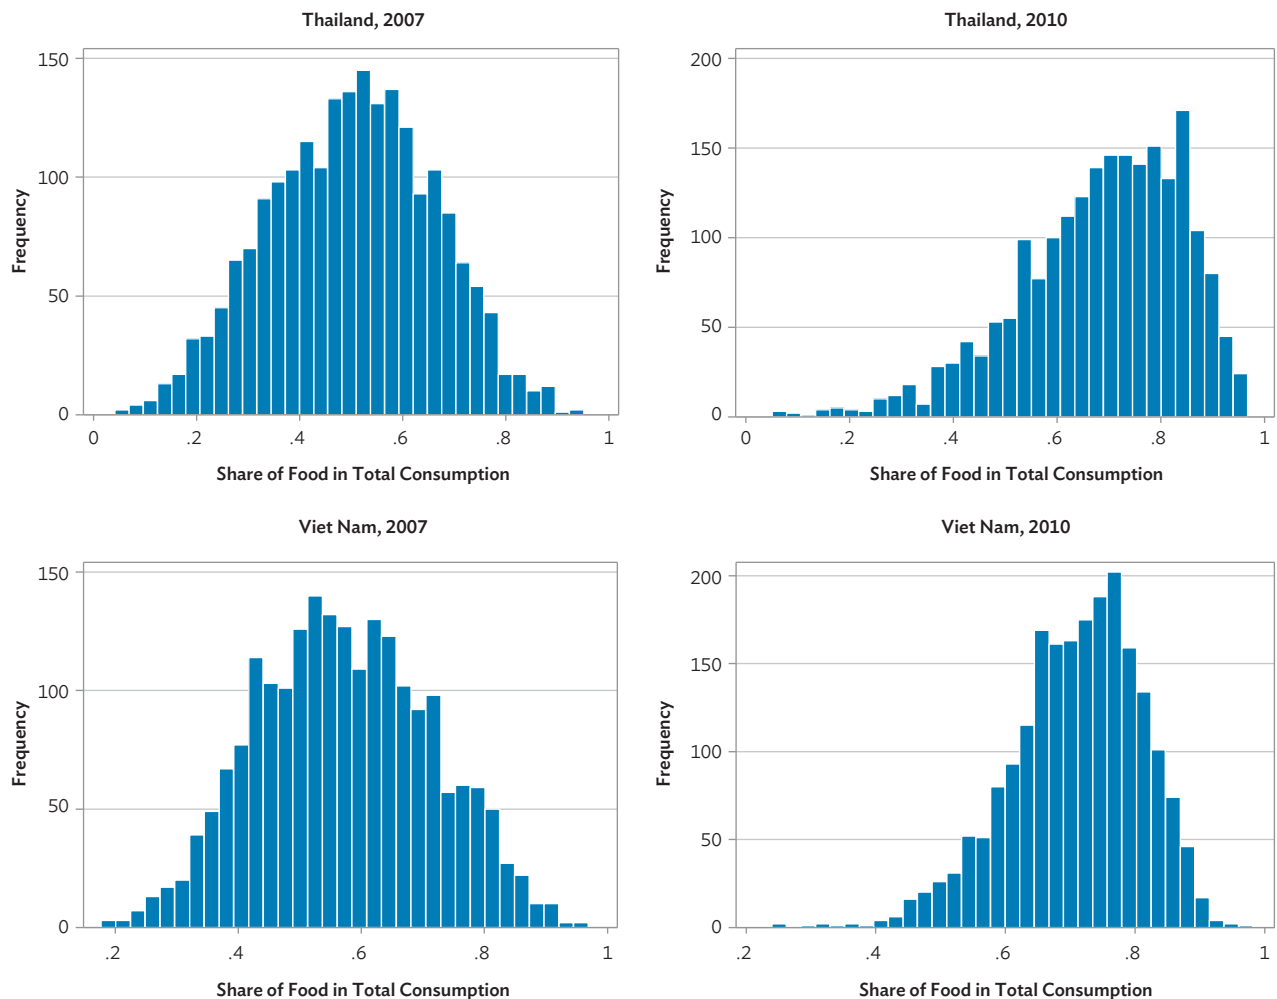 Thailand, 2007
150
100
50
0
Frequency
0 .2 .4 .6 .8 1
Share of Food in Total Consumption
Thailand, 2010
200
150
100
50
0
Frequency
0 .2 .4 .6 .8 1
Share of Food in Total Consumption
Viet Nam, 2007
150
100
50
0
Frequency
.2 .4 .6 .8 1
Share of Food in Total Consumption
Viet Nam, 2010
200
150
100
50
0
Frequency
.2 .4 .6 .8 1
Share of Food in Total Consumption